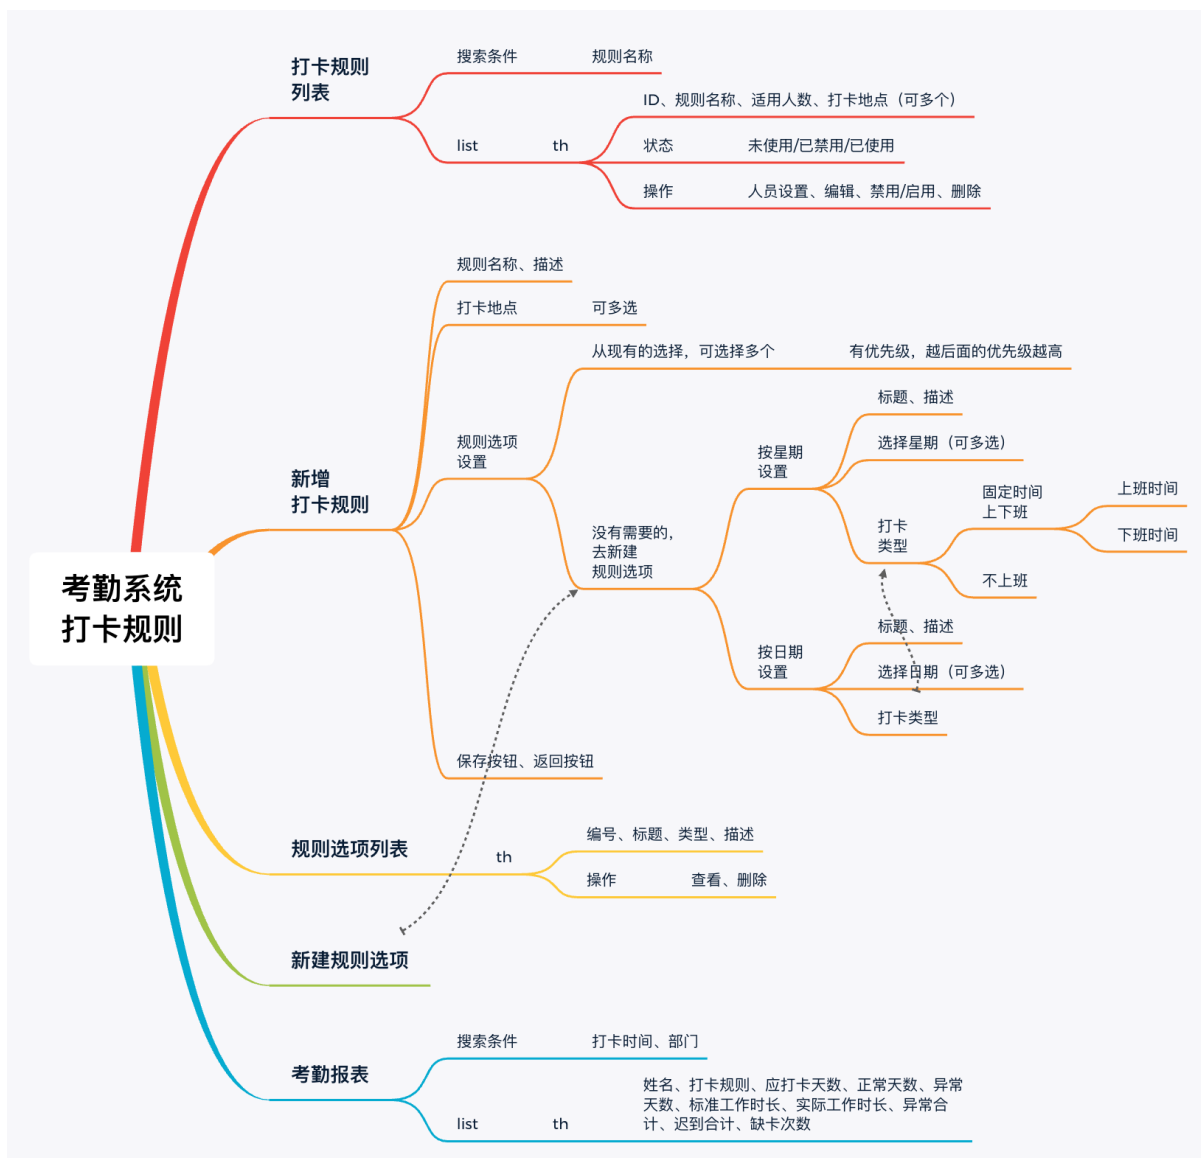 考勤系统
打卡规则
打卡规则
列表
搜索条件
规则名称
list
th
ID、规则名称、适用人数、打卡地点（可多个）
状态
未使用/已禁用/已使用
操作
人员设置、编辑、禁用/启用、删除
新增
打卡规则
规则名称、描述
打卡地点
可多选
规则选项
设置
从现有的选择，可选择多个
有优先级，越后面的优先级越高
没有需要的，
去新建
规则选项
按星期
设置
标题、描述
选择星期（可多选）
打卡
类型
固定时间
上下班
上班时间
下班时间
不上班
按日期
设置
标题、描述
选择日期（可多选）
打卡类型
保存按钮、返回按钮
规则选项列表
th
编号、标题、类型、描述
操作
查看、删除
新建规则选项
考勤报表
搜索条件
打卡时间、部门
list
th
姓名、打卡规则、应打卡天数、正常天数、异常
天数、标准工作时长、实际工作时长、异常合
计、迟到合计、缺卡次数